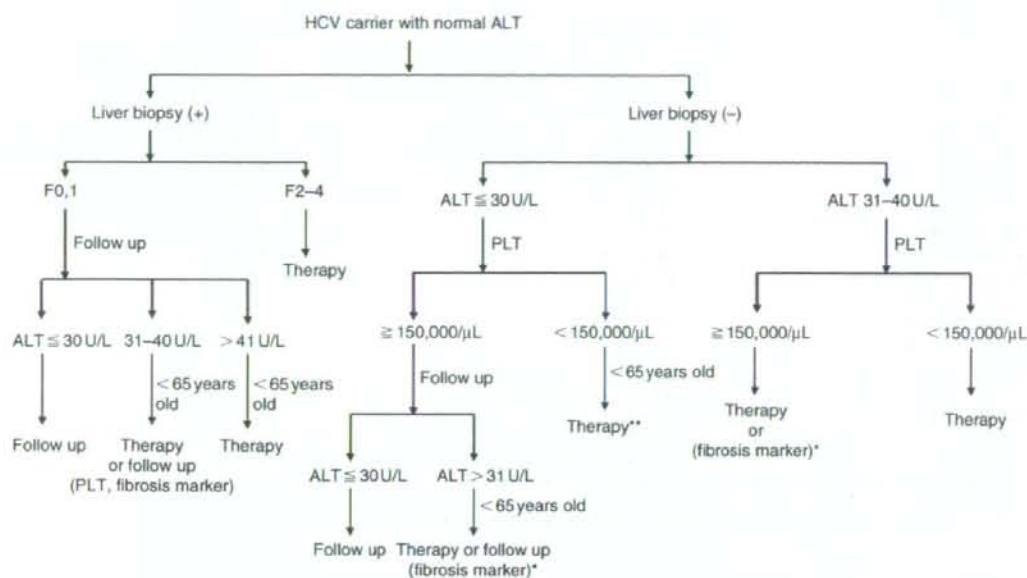 HCV carrier with normal ALT
Liver biopsy (+)
Liver biopsy (–)
F0,1
F2–4
ALT ≦ 30 U/L
ALT 31–40 U/L
Follow up
Therapy
PLT
PLT
ALT ≦ 30 U/L
31–40 U/L
>41 U/L
≧150,000/μL
<150,000/μL
≧150,000/μL
<150,000/μL
<65 years
old
<65 years
old
Follow up
<65 years old
Follow up
Therapy
or follow up
(PLT, fibrosis marker)
Therapy
Therapy**
Therapy
or
(fibrosis marker)*
Therapy
ALT ≦ 30 U/L
ALT > 31 U/L
<65 years old
Follow up
Therapy or follow up
(fibrosis marker)*